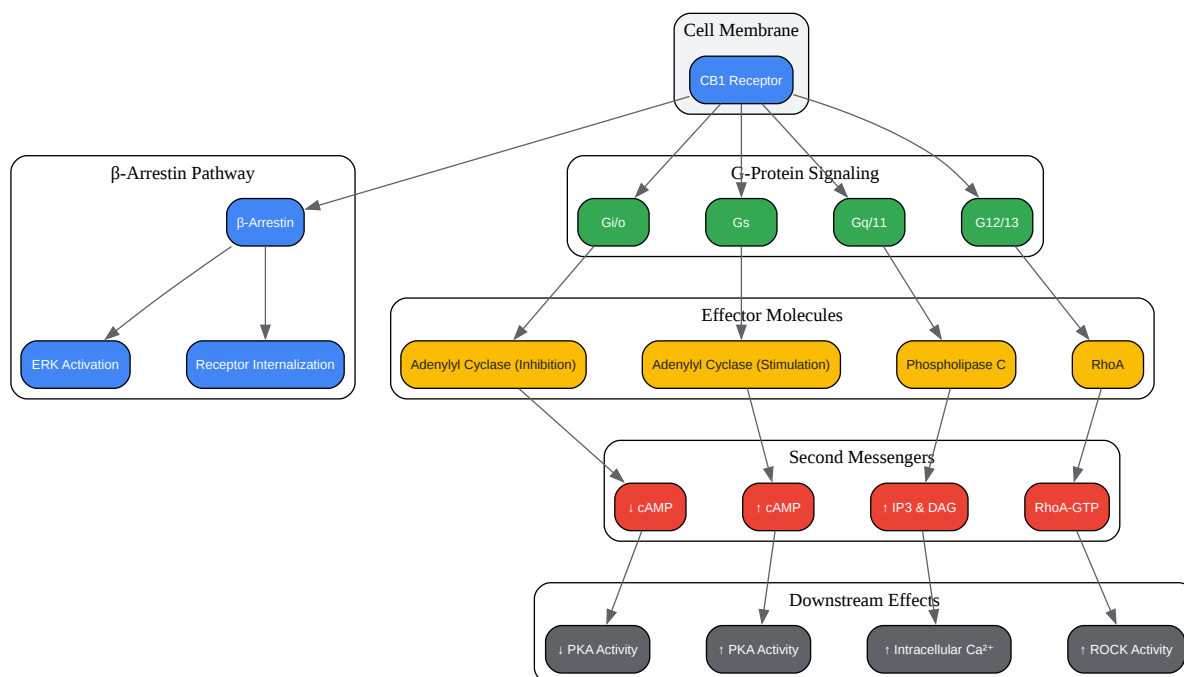 Cell Membrane
CB1 Receptor
β-Arrestin Pathway
G-Protein Signaling
β-Arrestin
Gi/o
Gs
Gq/11
G12/13
Effector Molecules
ERK Activation
Receptor Internalization
Adenylyl Cyclase (Inhibition)
Adenylyl Cyclase (Stimulation)
Phospholipase C
RhoA
Second Messengers
↓ cAMP
↑ cAMP
↑ IP3 & DAG
RhoA-GTP
Downstream Effects
↓ PKA Activity
↑ PKA Activity
↑ Intracellular Ca²⁺
↑ ROCK Activity